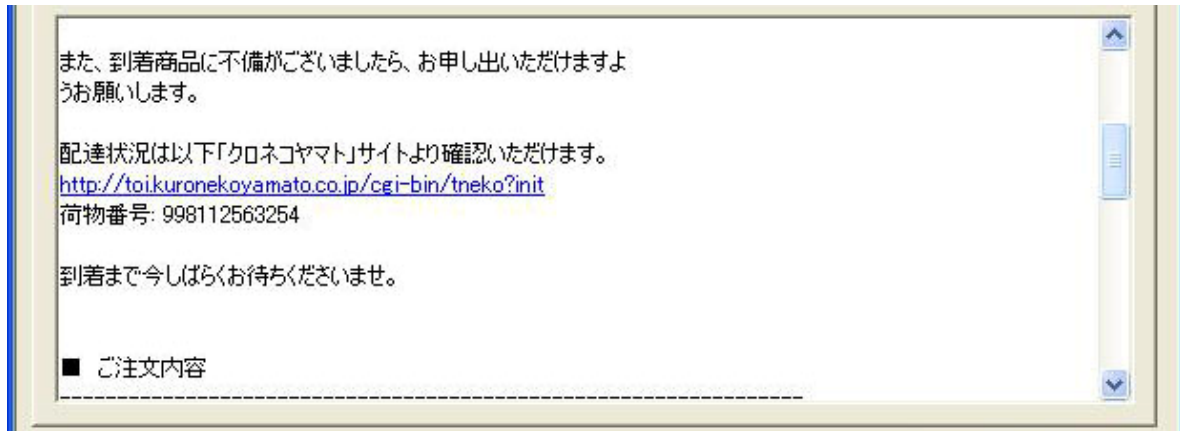 また、到着商品に不備がございましたら、お申し出いただけますよ
うお願いします。
配達状況は以下「クロネコヤマト」サイトより確認いただけます。
http://toi.kuronekoyamato.co.jp/cgi-bin/tneko?init
荷物番号: 998112563254
到着まで今しばらくお待ちくださいませ。
■ ご注文内容
-----------------------------------------------------------------